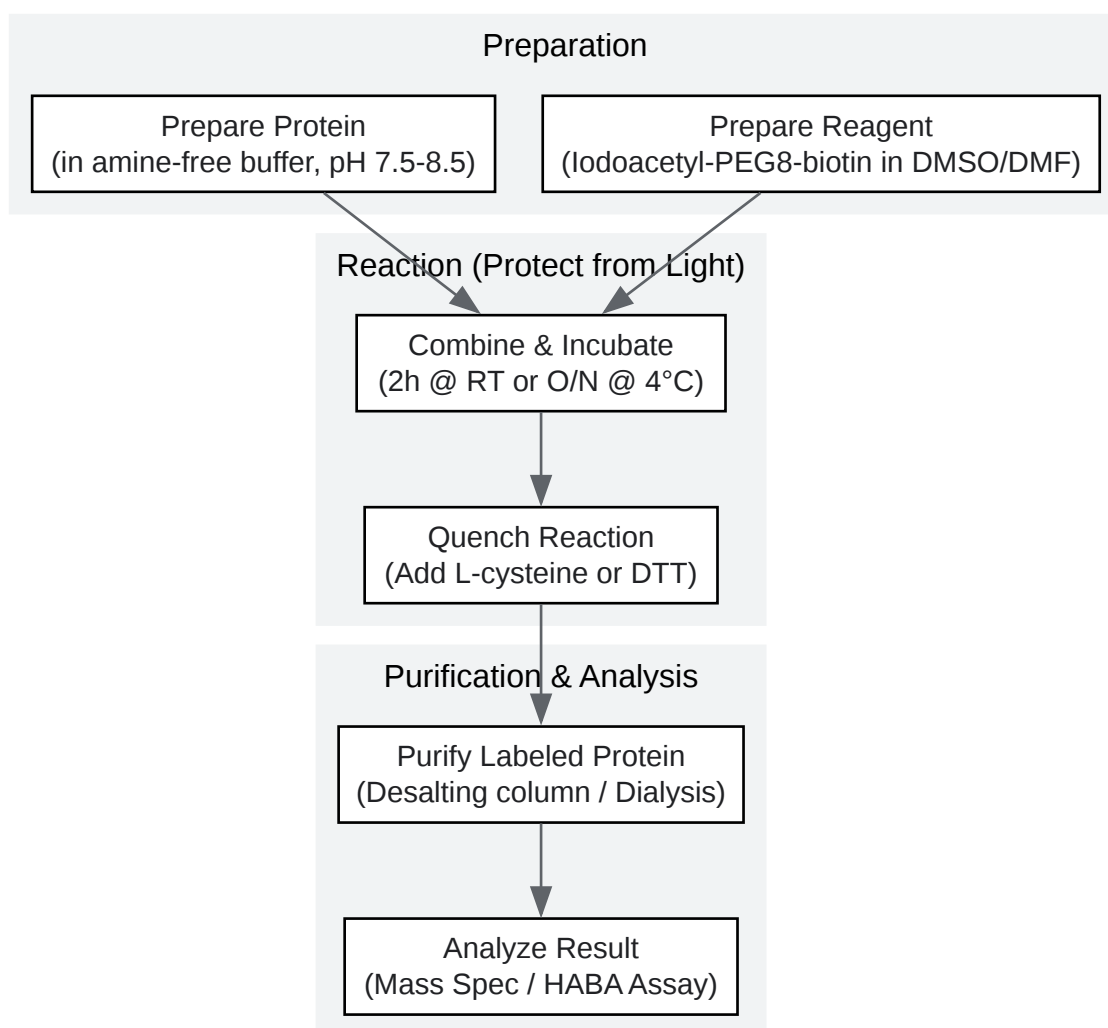 Preparation
Prepare Protein
(in amine-free buffer, pH 7.5-8.5)
Prepare Reagent
(Iodoacetyl-PEG8-biotin in DMSO/DMF)
Reaction (Protect from Light)
Combine & Incubate
(2h @ RT or O/N @ 4°C)
Quench Reaction
(Add L-cysteine or DTT)
Purification & Analysis
Purify Labeled Protein
(Desalting column / Dialysis)
Analyze Result
(Mass Spec / HABA Assay)